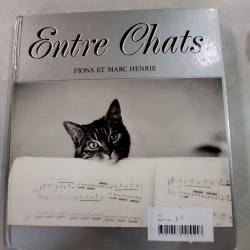 Entre Chats
FIONA ET MARC HENRIE